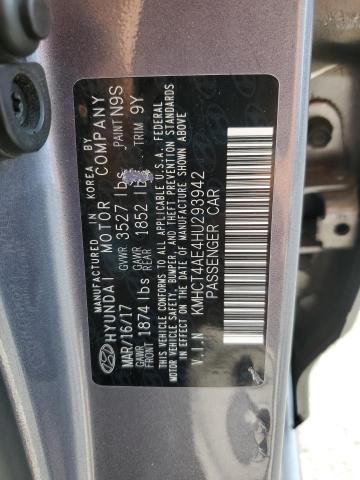 MANUFACTURED IN KOREA BY
HYUNDAI MOTOR COMPANY
MAR/16/17 GVWR 3527 lbs PAINT N9S
GAWR FRONT 1874 lbs GAWR REAR 1852 lbs TRIM 9Y
THIS VEHICLE CONFORMS TO ALL APPLICABLE U.S.A. FEDERAL
MOTOR VEHICLE SAFETY, BUMPER, AND THEFT PREVENTION STANDARDS
IN EFFECT ON THE DATE OF MANUFACTURE SHOWN ABOVE.
V.I.N KMHCT4AE4HU293942
PASSENGER CAR